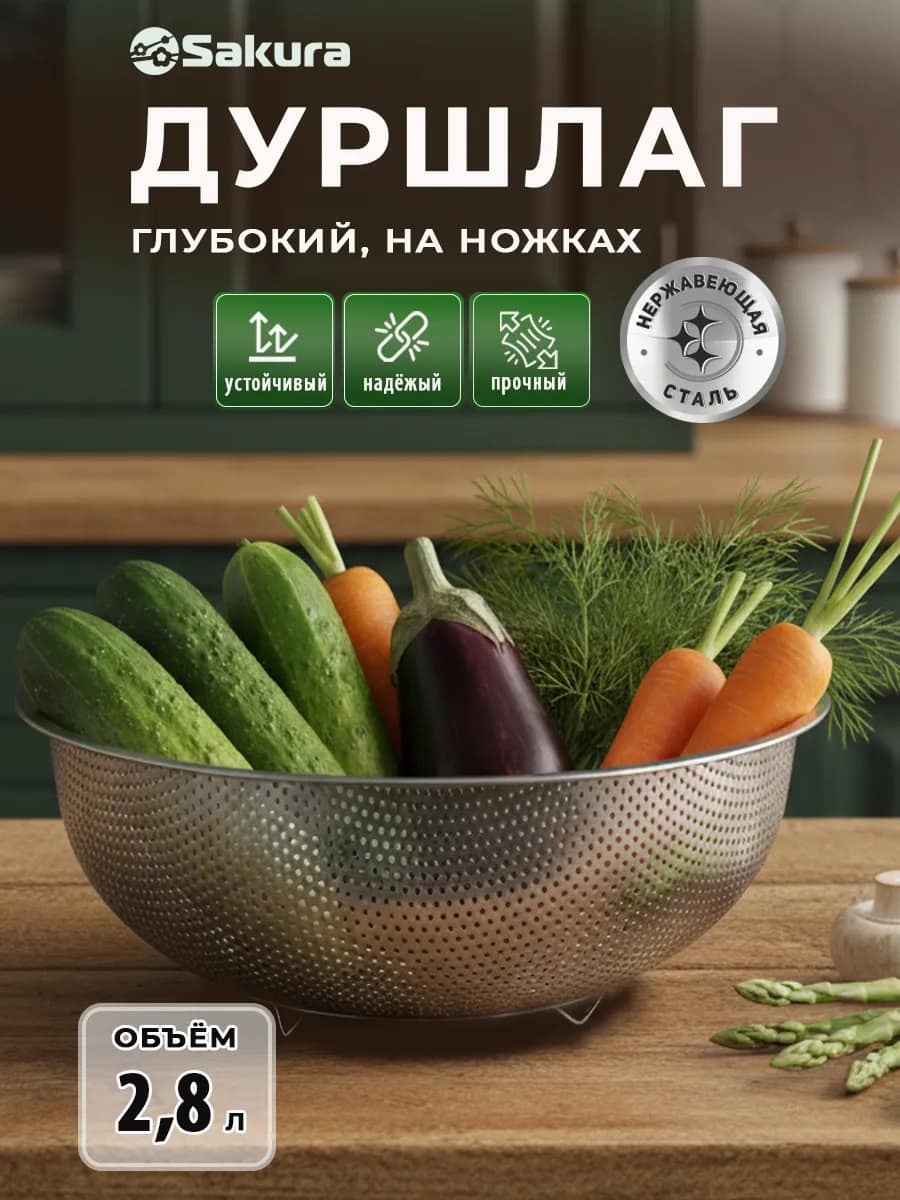 Sakura
ДУРШЛАГ
ГЛУБОКИЙ, НА НОЖКАХ
устойчивый
надёжый
прочный
НЕРЖАВЕЮЩАЯ
СТАЛЬ
ОБЪЁМ
2,8 л